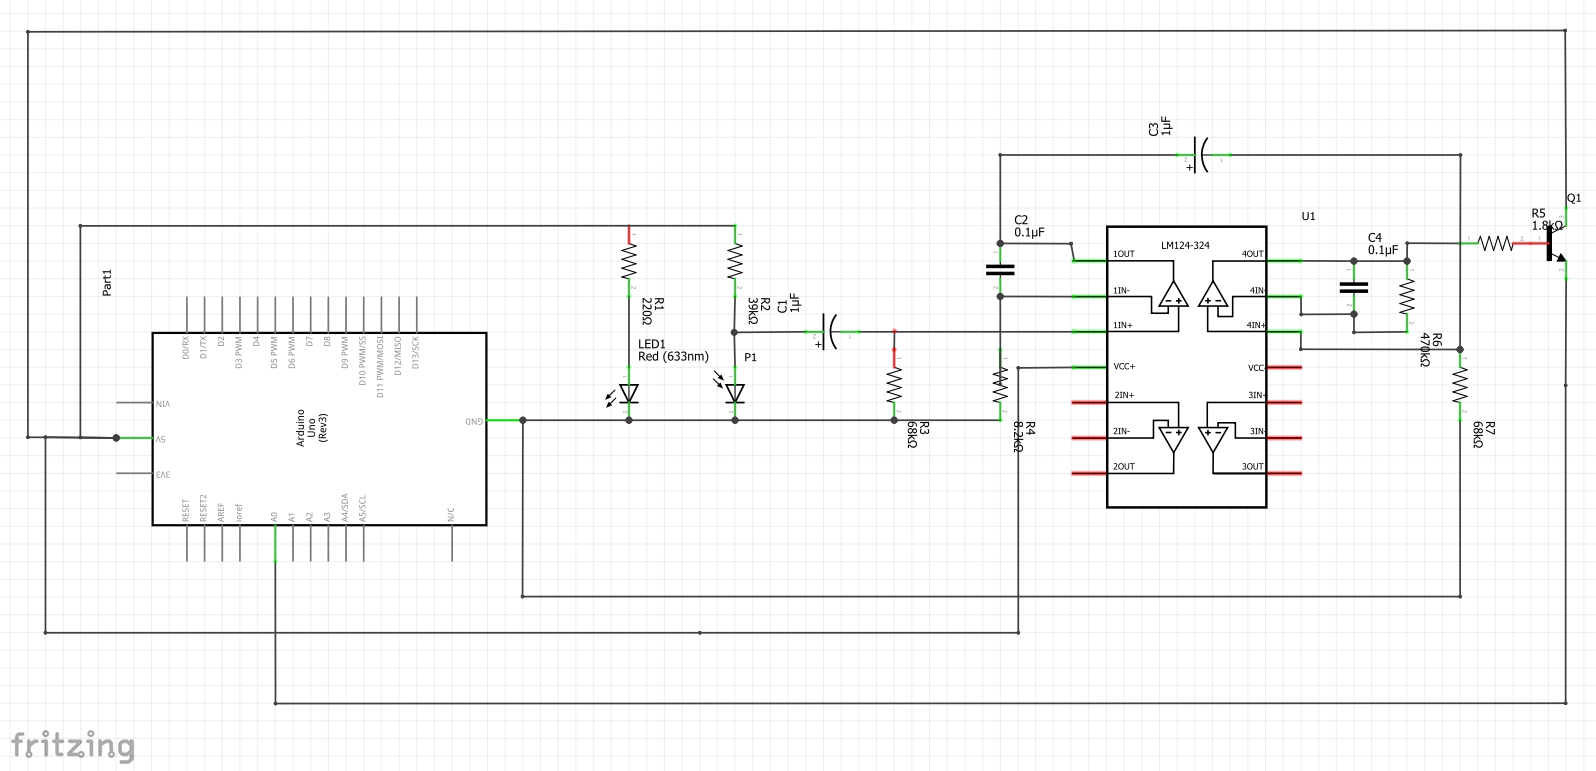 C3
1µF
Q1
R5
1.8kΩ
C2
0.1µF
U1
LM124-324
C4
0.1µF
1OUT
4OUT
1IN-
4IN-
1IN+
4IN+
VCC+
VCC-
2IN+
3IN+
2IN-
3IN-
2OUT
3OUT
Part1
R1
220Ω
R2
39kΩ
C1
1µF
LED1
Red (633nm)
P1
R3
68kΩ
R4
8.2kΩ
R6
470kΩ
R7
68kΩ
D0/RX
D1/TX
D2
D3 PWM
D4
D5 PWM
D6 PWM
D7
D8
D9 PWM
D10 PWM/SS
D11 PWM/MOSI
D12/MISO
D13/SCK
VIN
5V
3V3
GND
Arduino
Uno
(Rev3)
RESET
RESET2
AREF
ioref
A0
A1
A2
A3
A4/SDA
A5/SCL
N/C
fritzing